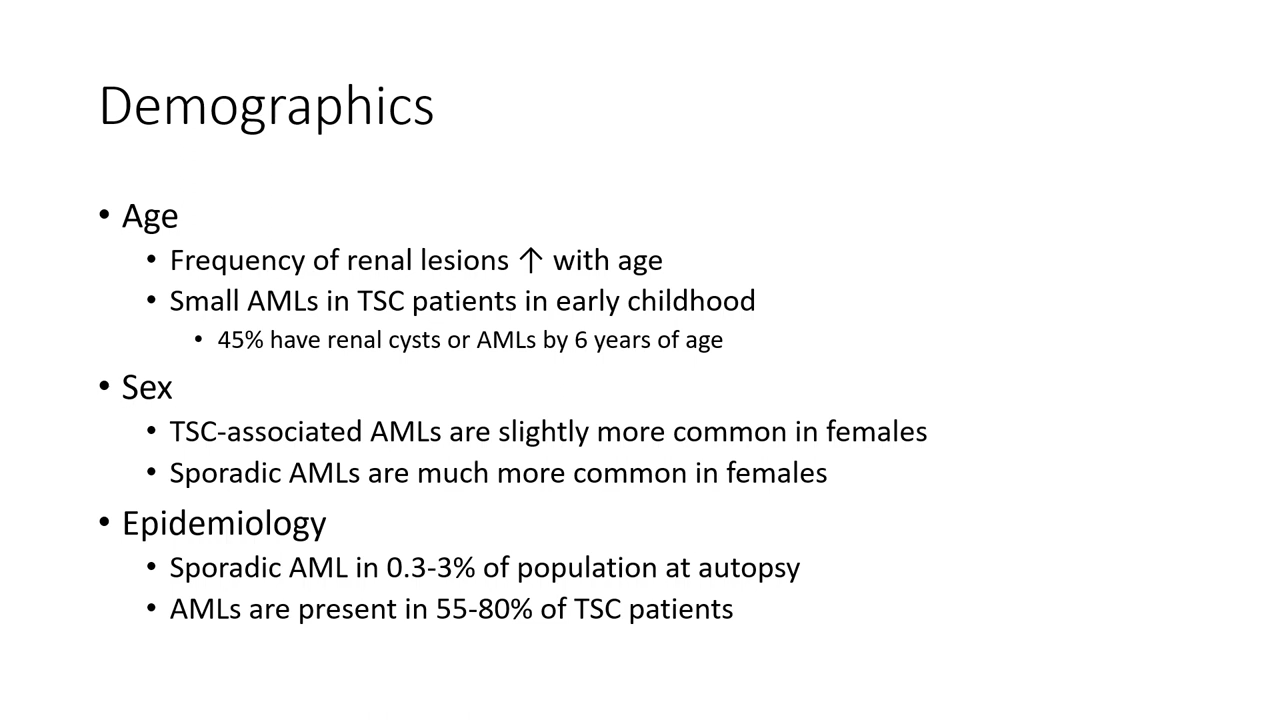 Demographics
• Age
• Frequency of renal lesions ↑ with age
• Small AMLs in TSC patients in early childhood
• 45% have renal cysts or AMLs by 6 years of age
• Sex
• TSC-associated AMLs are slightly more common in females
• Sporadic AMLs are much more common in females
• Epidemiology
• Sporadic AML in 0.3-3% of population at autopsy
• AMLs are present in 55-80% of TSC patients